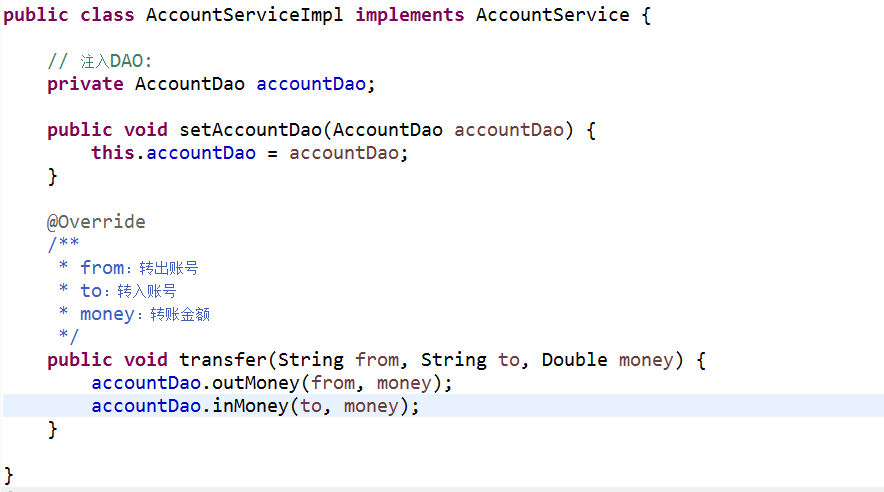 public class AccountServiceImpl implements AccountService {
// 注入DAO:
private AccountDao accountDao;
public void setAccountDao(AccountDao accountDao) {
this.accountDao = accountDao;
}
@Override
/**
* from：转出账号
* to：转入账号
* money：转账金额
*/
public void transfer(String from, String to, Double money) {
accountDao.outMoney(from, money);
accountDao.inMoney(to, money);
}
}